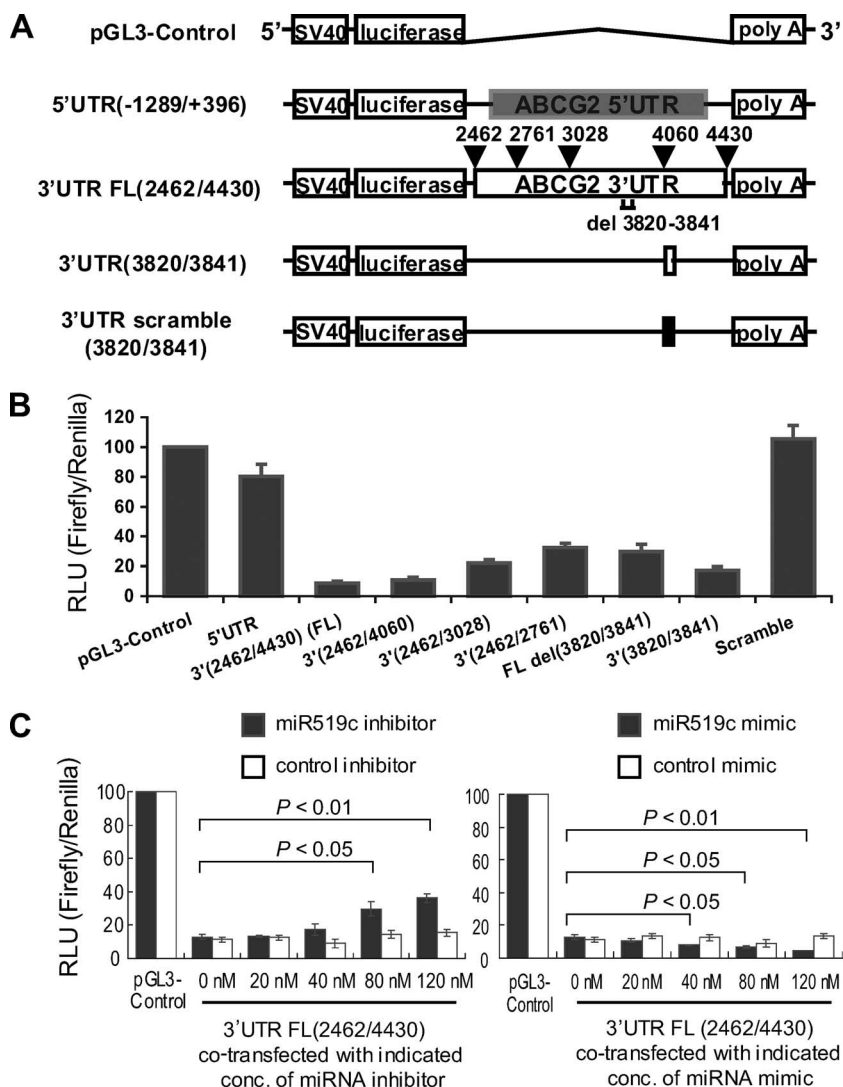 A
pGL3-Control 5' SV40 luciferase poly A 3'
5'UTR(-1289/+396) SV40 luciferase ABCG2 5'UTR poly A
2462 2761 3028 4060 4430
3'UTR FL(2462/4430) SV40 luciferase ABCG2 3'UTR poly A
del 3820-3841
3'UTR(3820/3841) SV40 luciferase poly A
3'UTR scramble
(3820/3841) SV40 luciferase poly A
B
RLU (Firefly/Renilla)
120
100
80
60
40
20
0
pGL3-Control
5'UTR
3'(2462/4430) (FL)
3'(2462/4060)
3'(2462/3028)
3'(2462/2761)
FL del(3820/3841)
3'(3820/3841)
Scramble
C
miR519c inhibitor
control inhibitor
RLU (Firefly/Renilla)
100
80
60
40
20
0
P < 0.01
P < 0.05
pGL3-
Control
0 nM 20 nM 40 nM 80 nM 120 nM
3'UTR FL(2462/4430)
co-transfected with indicated
conc. of miRNA inhibitor
miR519c mimic
control mimic
100
80
60
40
20
0
P < 0.01
P < 0.05
P < 0.05
pGL3-
Control
0 nM 20 nM 40 nM 80 nM 120 nM
3'UTR FL (2462/4430)
co-transfected with indicated
conc. of miRNA mimic